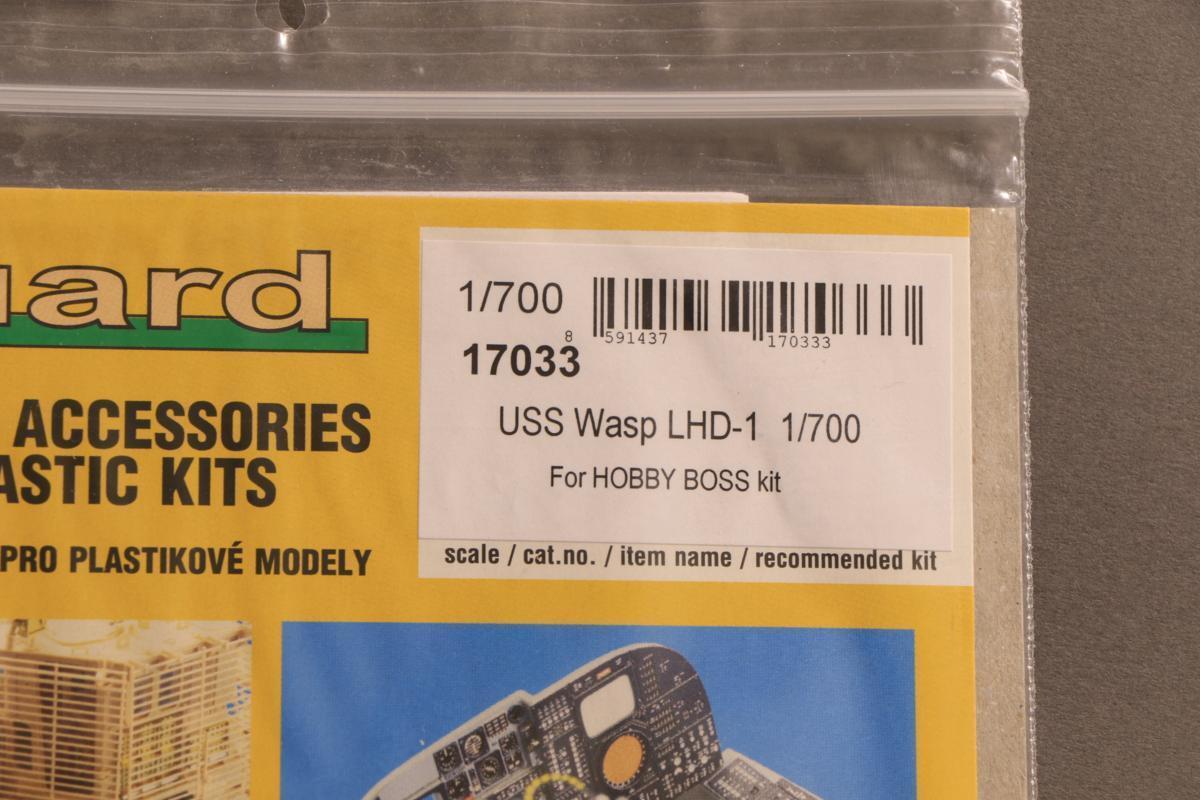 ard
1/700
8 591437 170333
17033
USS Wasp LHD-1 1/700
For HOBBY BOSS kit
scale / cat.no. / item name / recommended kit
ACCESSORIES
ASTIC KITS
PRO PLASTIKOVÉ MODELY